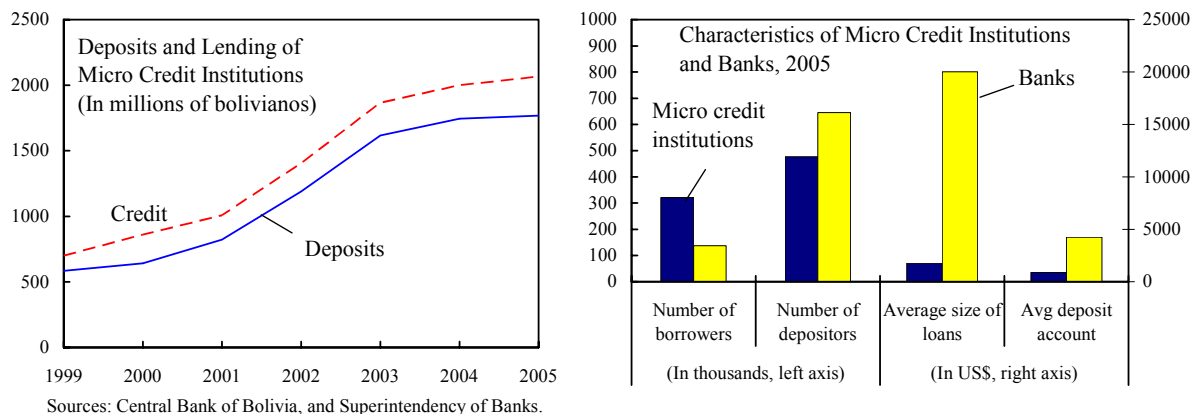 Deposits and Lending of
Micro Credit Institutions
(In millions of bolivianos)
2500
2000
1500
1000
500
0
Credit
Deposits
1999 2000 2001 2002 2003 2004 2005
Characteristics of Micro Credit Institutions
and Banks, 2005
1000
900
800
700
600
500
400
300
200
100
0
Micro credit
institutions
Banks
25000
20000
15000
10000
5000
0
Number of
borrowers
Number of
depositors
Average size of
loans
Avg deposit
account
(In thousands, left axis)
(In US$, right axis)
Sources: Central Bank of Bolivia, and Superintendency of Banks.